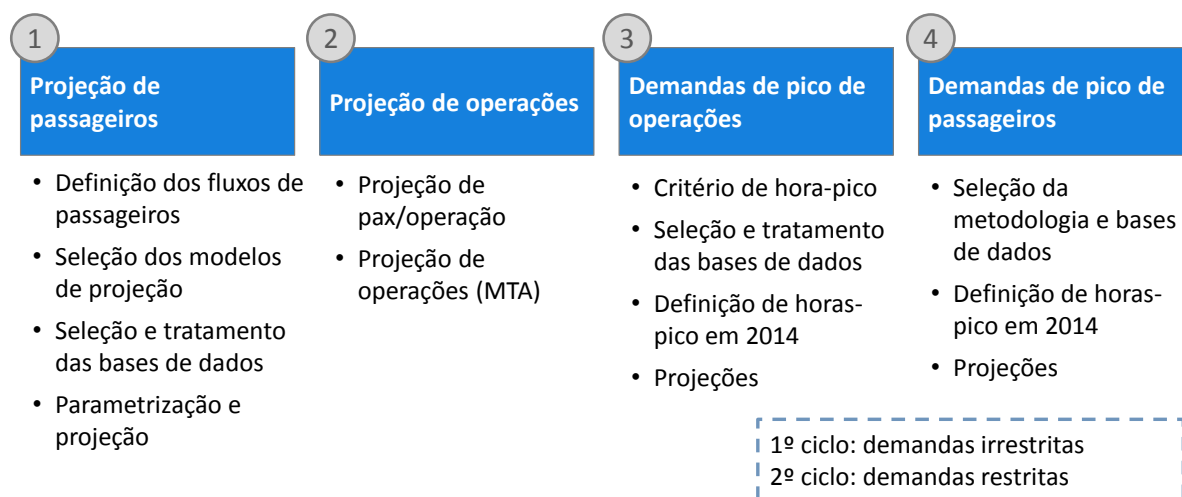 1
Projeção de
passageiros
• Definição dos fluxos de
passageiros
• Seleção dos modelos
de projeção
• Seleção e tratamento
das bases de dados
• Parametrização e
projeção
2
Projeção de operações
• Projeção de
pax/operação
• Projeção de
operações (MTA)
3
Demandas de pico de
operações
• Critério de hora-pico
• Seleção e tratamento
das bases de dados
• Definição de horas-
pico em 2014
• Projeções
4
Demandas de pico de
passageiros
• Seleção da
metodologia e bases
de dados
• Definição de horas-
pico em 2014
• Projeções
1º ciclo: demandas irrestritas
2º ciclo: demandas restritas